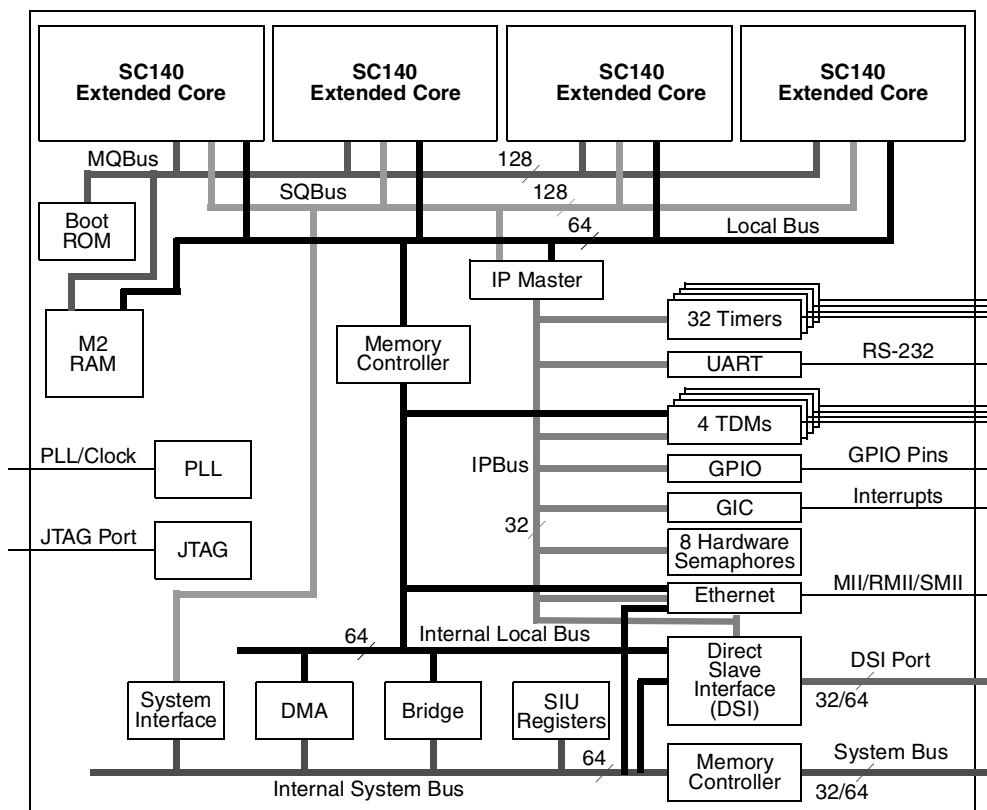 SC140
Extended Core
SC140
Extended Core
SC140
Extended Core
SC140
Extended Core
MQBus
128
SQBus
128
Boot
ROM
64
Local Bus
IP Master
M2
RAM
Memory
Controller
32 Timers
UART
RS-232
4 TDMs
PLL/Clock
PLL
IPBus
GPIO
GPIO Pins
GIC
Interrupts
JTAG Port
JTAG
32
8 Hardware
Semaphores
Ethernet
MII/RMII/SMII
64
Internal Local Bus
Direct
Slave
Interface
(DSI)
DSI Port
32/64
System
Interface
DMA
Bridge
SIU
Registers
64
Internal System Bus
Memory
Controller
System Bus
32/64